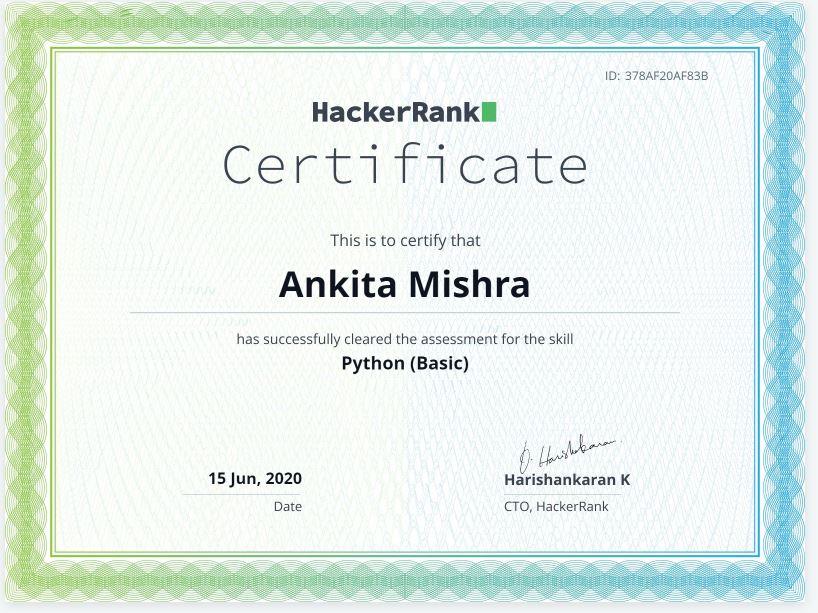 ID: 378AF20AF83B
HackerRank
Certificate
This is to certify that
Ankita Mishra
has successfully cleared the assessment for the skill
Python (Basic)
15 Jun, 2020
Date
D. Harishankaran
Harishankaran K
CTO, HackerRank